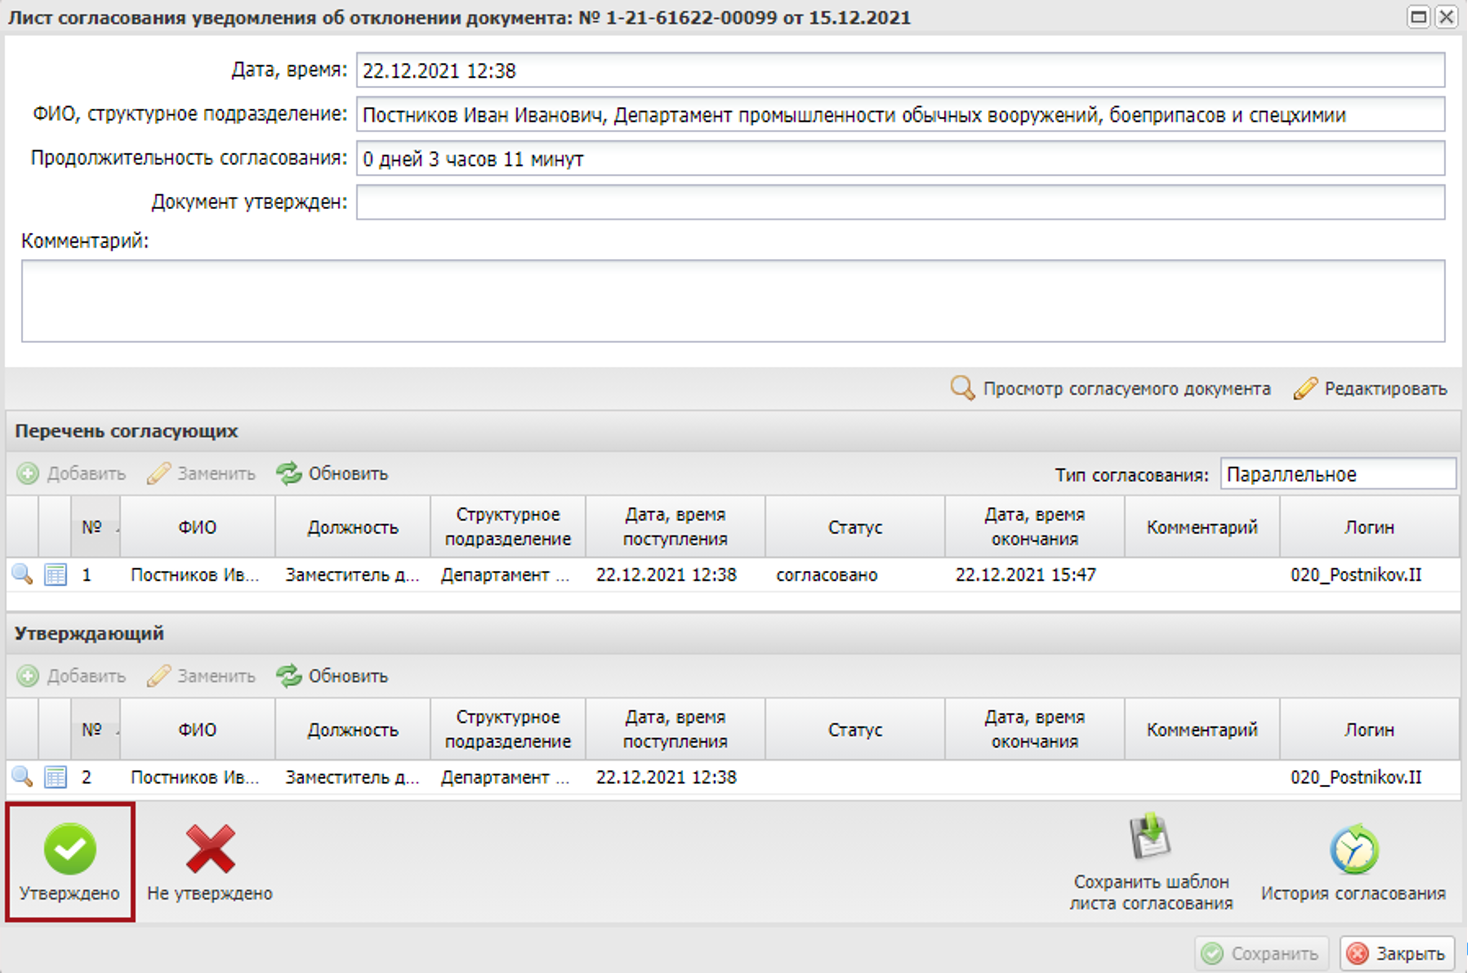 Лист согласования уведомления об отклонении документа: № 1-21-61622-00099 от 15.12.2021
Дата, время: 22.12.2021 12:38
ФИО, структурное подразделение: Постников Иван Иванович, Департамент промышленности обычных вооружений, боеприпасов и спецхимии
Продолжительность согласования: 0 дней 3 часов 11 минут
Документ утвержден:
Комментарий:
Просмотр согласуемого документа Редактировать
Перечень согласующих
Добавить Заменить Обновить Тип согласования: Параллельное
№ ФИО Должность Структурное подразделение Дата, время поступления Статус Дата, время окончания Комментарий Логин
1 Постников Ив... Заместитель д... Департамент ... 22.12.2021 12:38 согласовано 22.12.2021 15:47 020_Postnikov.II
Утверждающий
Добавить Заменить Обновить
№ ФИО Должность Структурное подразделение Дата, время поступления Статус Дата, время окончания Комментарий Логин
2 Постников Ив... Заместитель д... Департамент ... 22.12.2021 12:38 020_Postnikov.II
Утверждено Не утверждено Сохранить шаблон листа согласования История согласования
Сохранить Закрыть